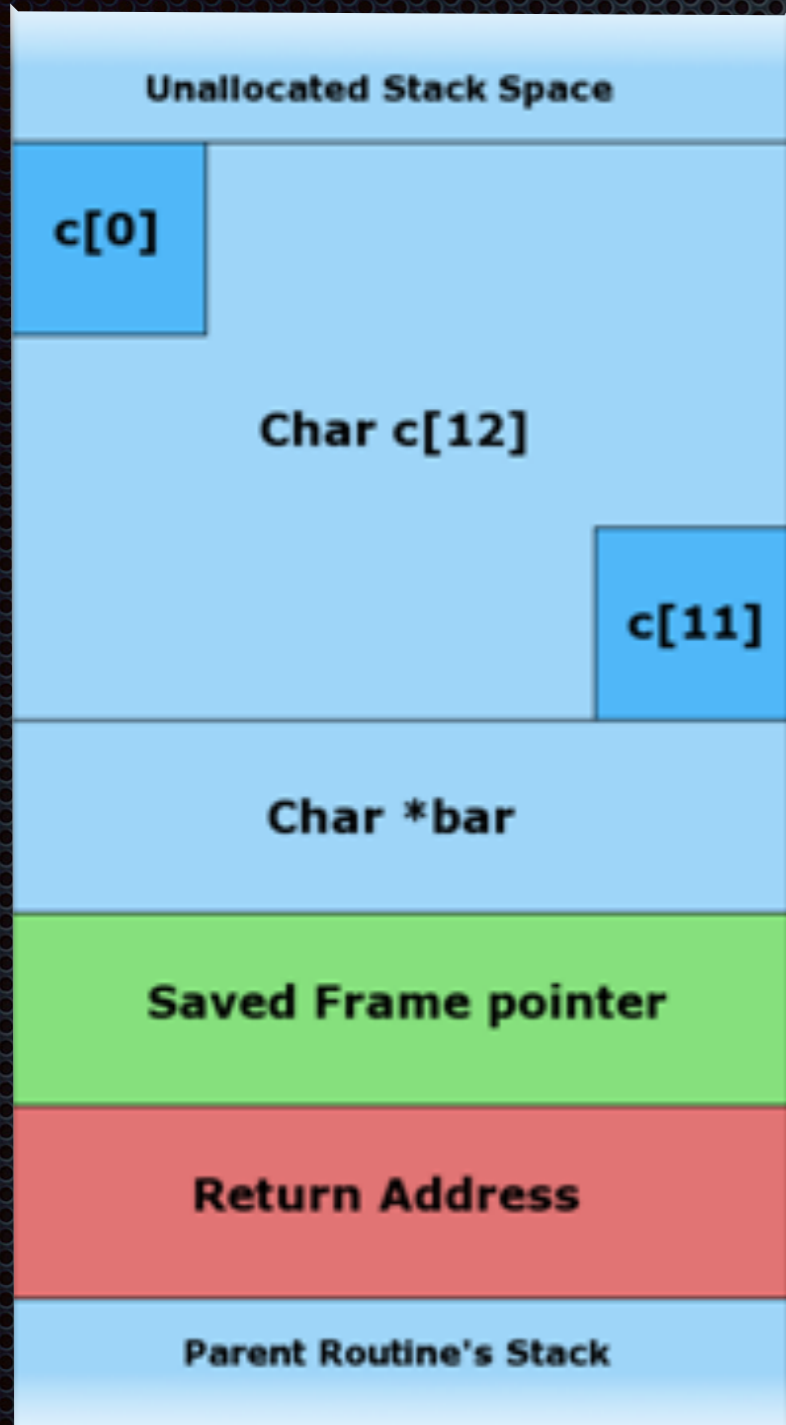 Unallocated Stack Space
c[0]
Char c[12]
c[11]
Char *bar
Saved Frame pointer
Return Address
Parent Routine's Stack